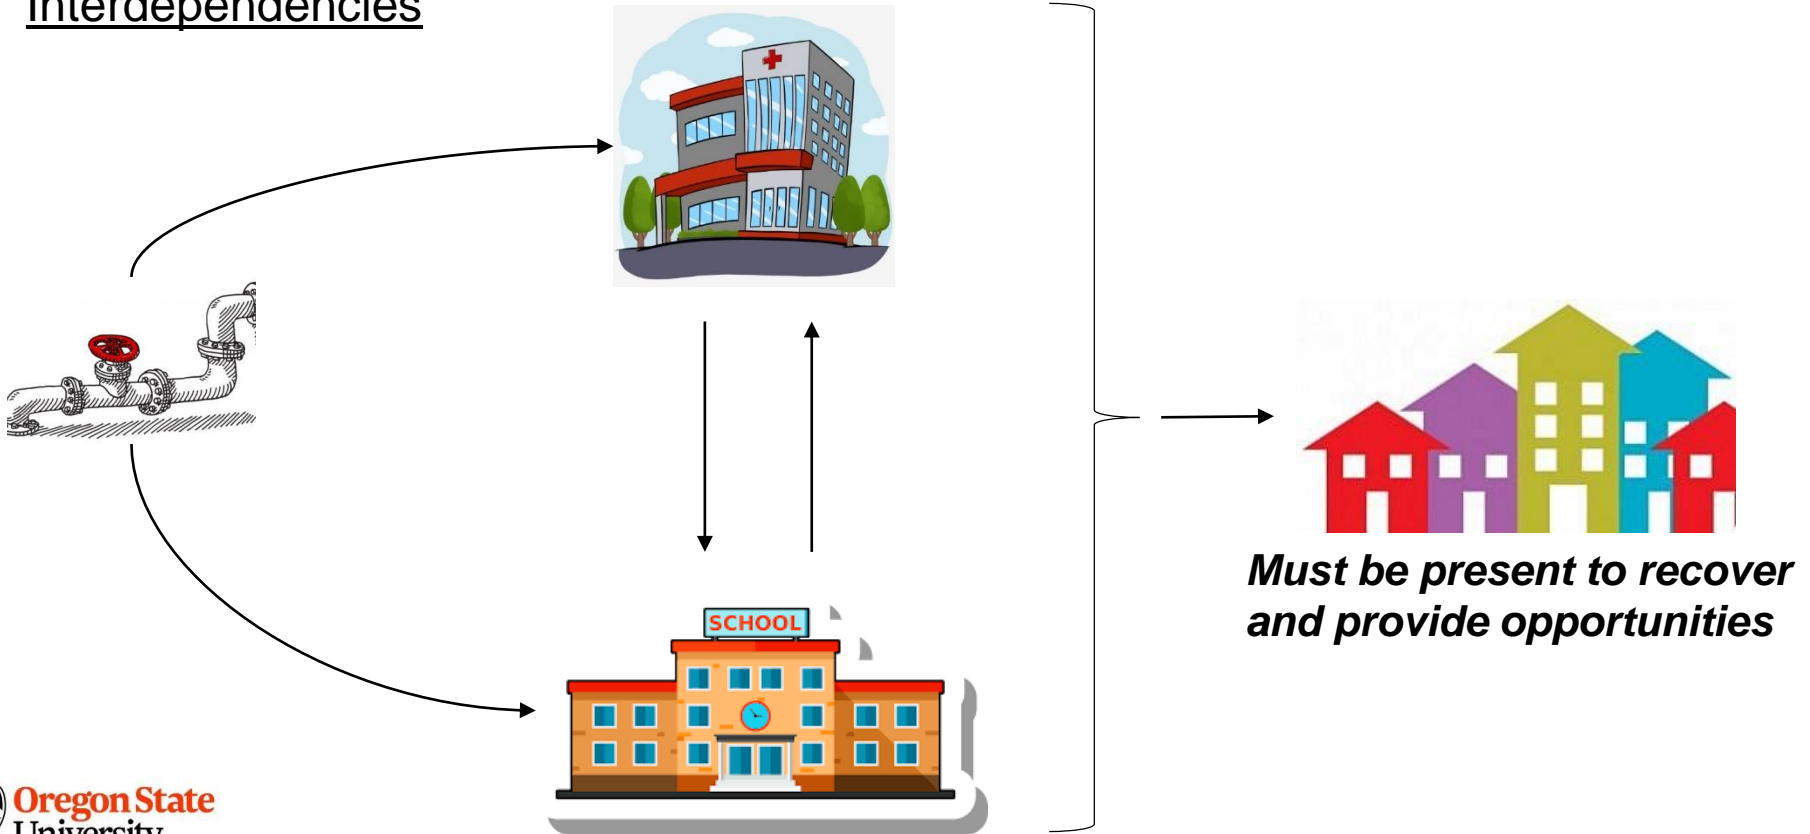 Interdependencies
SCHOOL
Must be present to recover
and provide opportunities
Oregon State
University